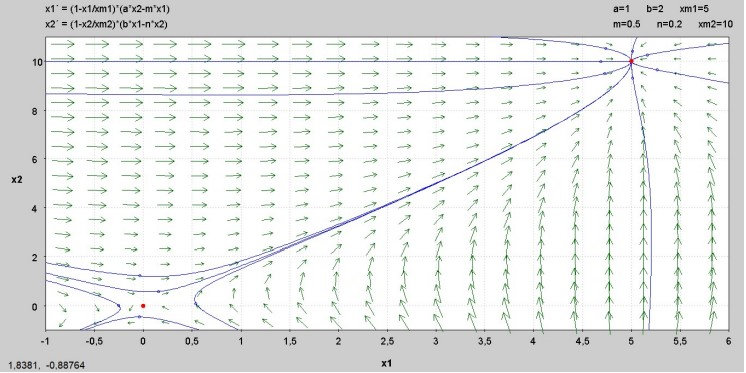 x1´ = (1-x1/xm1)*(a*x2-m*x1)
x2´ = (1-x2/xm2)*(b*x1-n*x2)
a=1 b=2 xm1=5
m=0.5 n=0.2 xm2=10
10
8
6
x2
4
2
0
-1 -0,5 0 0,5 1 1,5 2 2,5 3 3,5 4 4,5 5 5,5 6
x1
1,8381, -0,88764